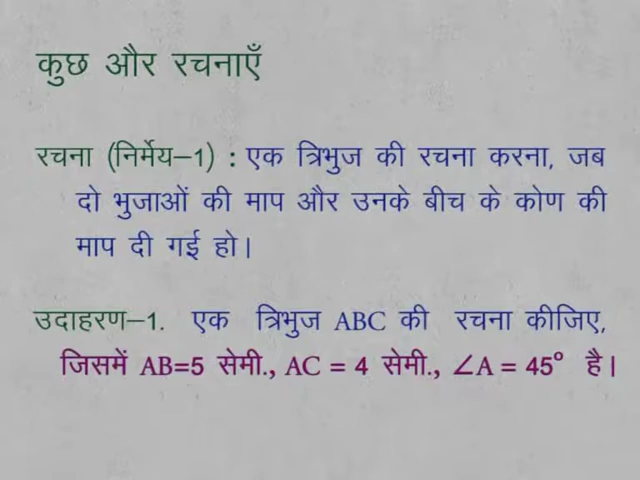 कुछ और रचनाएँ
रचना (निर्मेय–1) : एक त्रिभुज की रचना करना, जब
दो भुजाओं की माप और उनके बीच के कोण की
माप दी गई हो।
उदाहरण–1. एक त्रिभुज ABC की रचना कीजिए,
जिसमें AB=5 सेमी., AC = 4 सेमी., ∠A = 45° है।